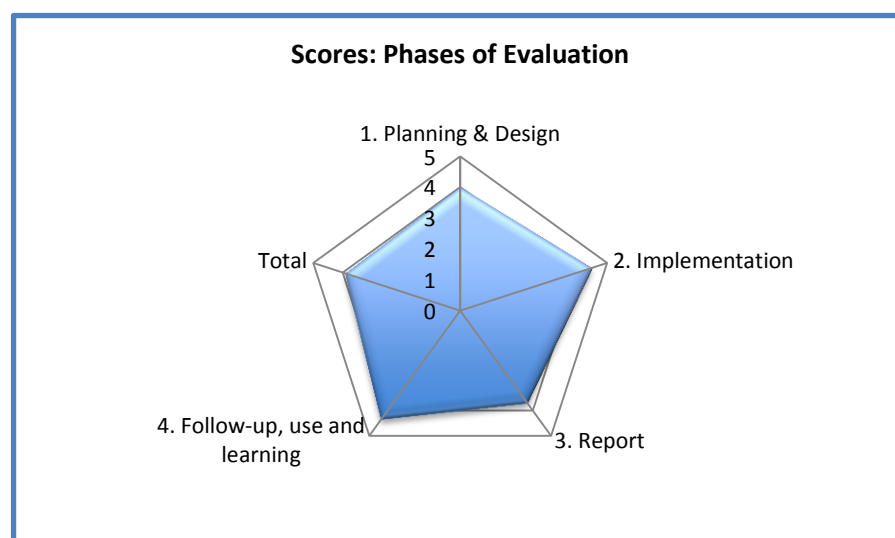 Scores: Phases of Evaluation
1. Planning & Design
5
4
3
2
1
0
Total
2. Implementation
4. Follow-up, use and
learning
3. Report